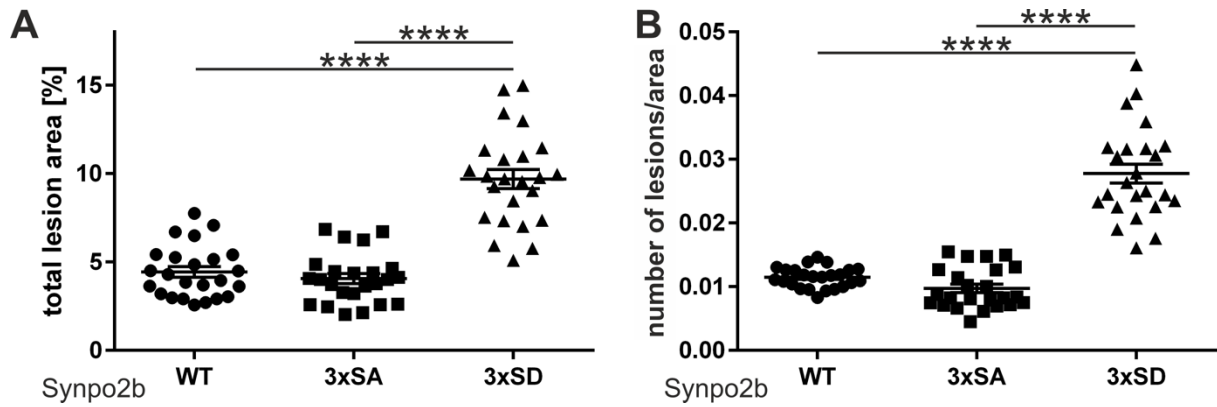 A
total lesion area [%]
****
****
15
10
5
0
WT
3xSA
3xSD
Synpo2b
B
number of lesions/area
****
****
0.05
0.04
0.03
0.02
0.01
0.00
WT
3xSA
3xSD
Synpo2b